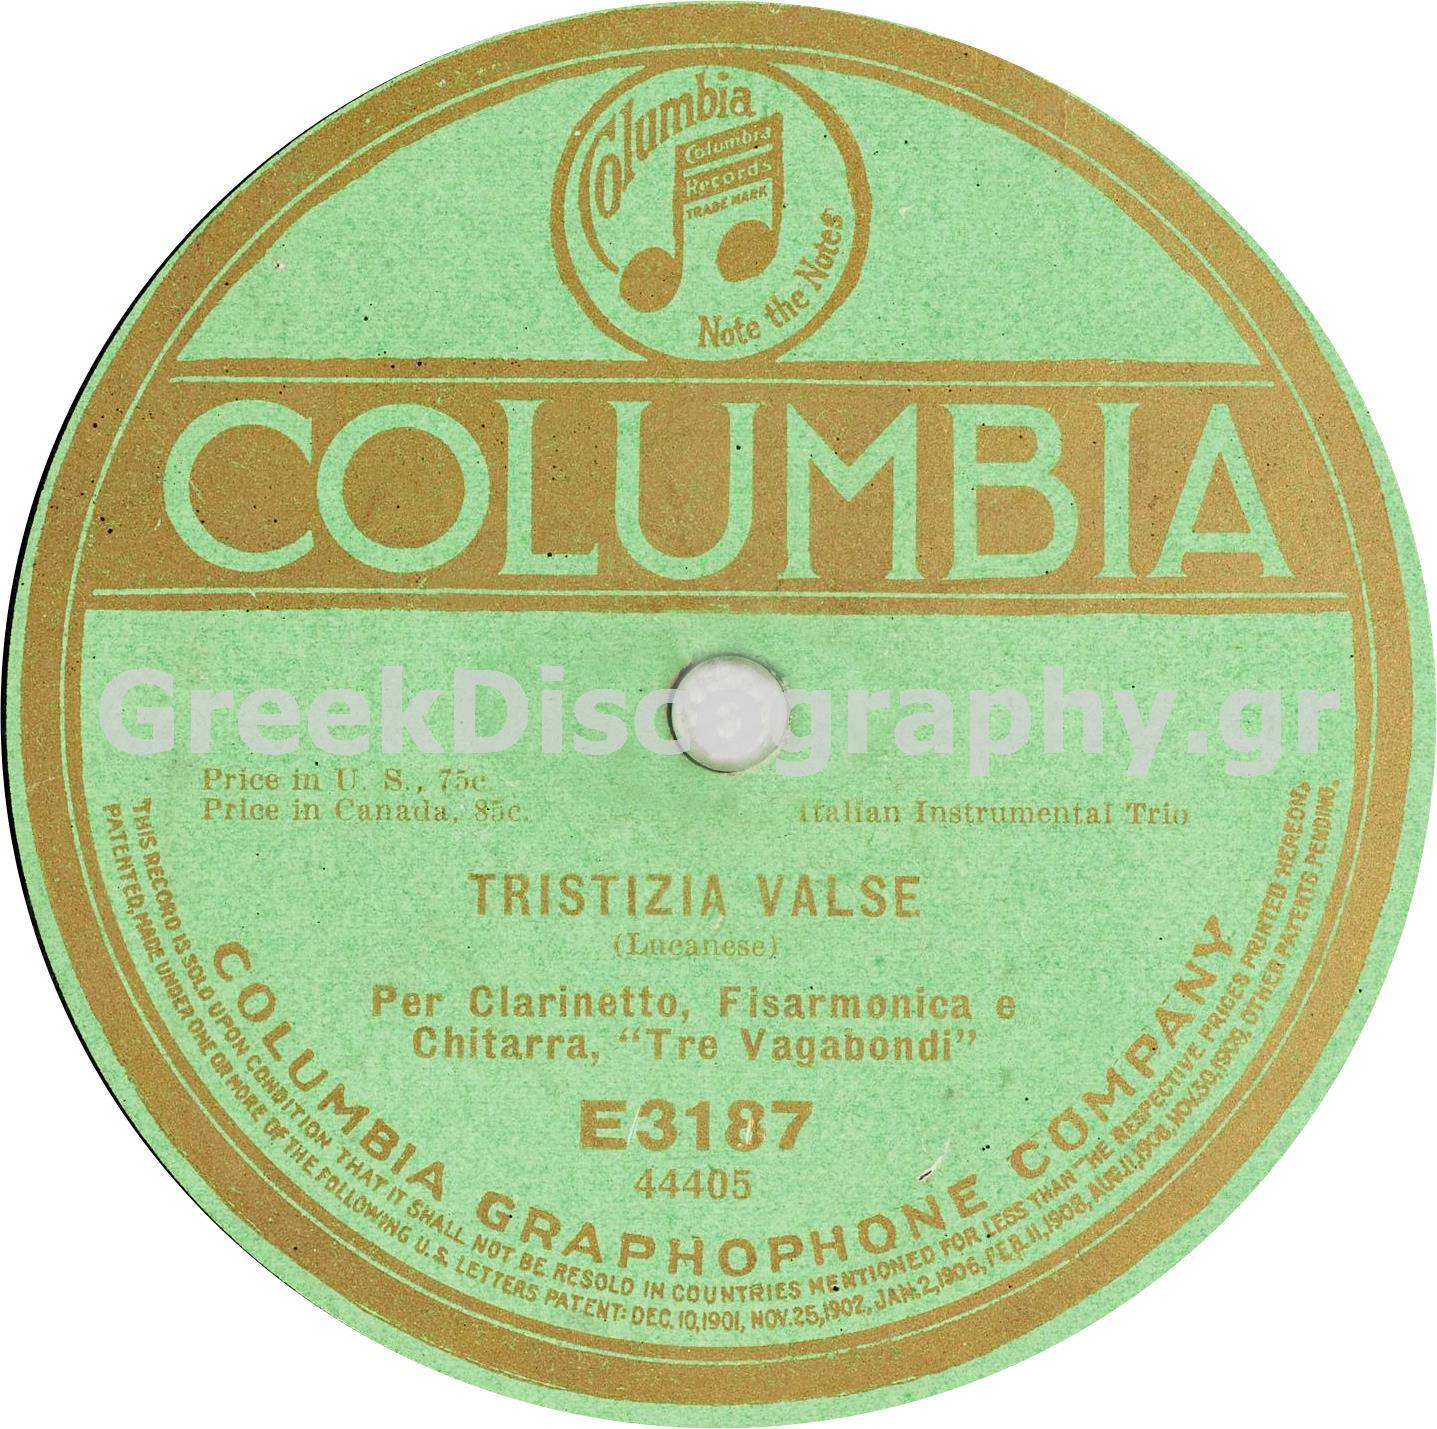 Columbia
Columbia
Records
TRADE MARK
Note the Notes
COLUMBIA
GreekDiscography.gr
Price in U. S., 75c.
Price in Canada, 85c.
Italian Instrumental Trio
TRISTIZIA VALSE
(Lucanese)
Per Clarinetto, Fisarmonica e
Chitarra, "Tre Vagabondi"
E3187
44405
COLUMBIA GRAPHOPHONE COMPANY
THIS RECORD IS SOLD UPON CONDITION THAT IT SHALL NOT BE RESOLD IN COUNTRIES MENTIONED FOR LESS THAN THE RESPECTIVE PRICES PRINTED HEREON.
PATENTED, MADE UNDER ONE OR MORE OF THE FOLLOWING U.S. LETTERS PATENT: DEC. 10, 1901, NOV. 25, 1902, JAN. 2, 1906, FEB. 11, 1908, AUR. 11, 1908, NOV. 30, 1909, OTHER PATENTS PENDING.